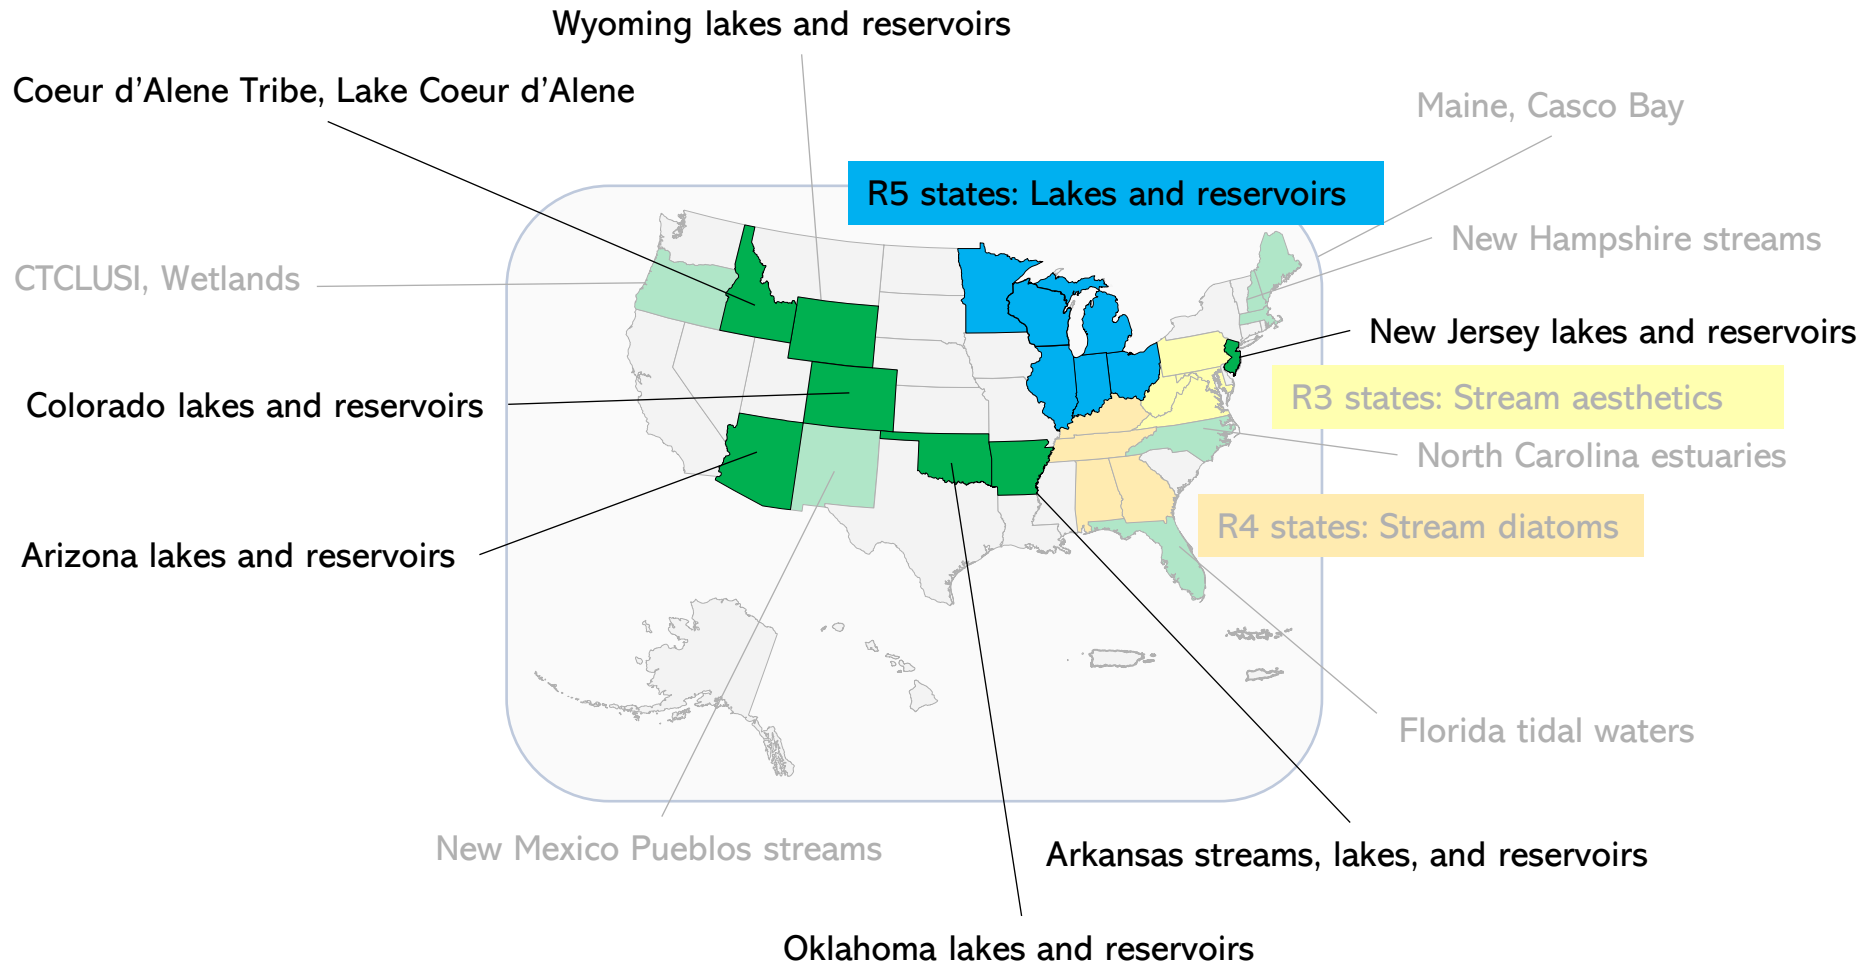 Wyoming lakes and reservoirs
Coeur d’Alene Tribe, Lake Coeur d’Alene
Maine, Casco Bay
R5 states: Lakes and reservoirs
New Hampshire streams
CTCLUSI, Wetlands
New Jersey lakes and reservoirs
R3 states: Stream aesthetics
Colorado lakes and reservoirs
North Carolina estuaries
R4 states: Stream diatoms
Arizona lakes and reservoirs
Florida tidal waters
New Mexico Pueblos streams
Arkansas streams, lakes, and reservoirs
Oklahoma lakes and reservoirs